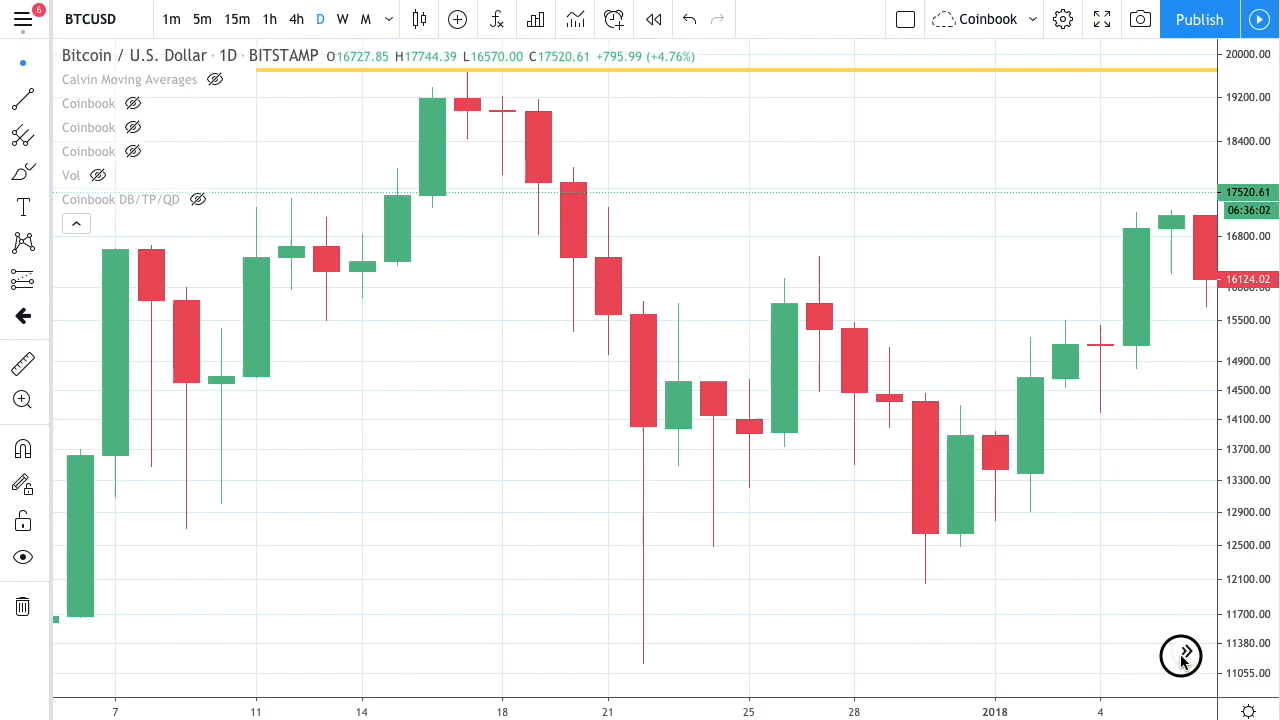 6
BTCUSD 1m 5m 15m 1h 4h D W M Coinbook Publish
Bitcoin / U.S. Dollar · 1D · BITSTAMP O16727.85 H17744.39 L16570.00 C17520.61 +795.99 (+4.76%)
Calvin Moving Averages
Coinbook
Coinbook
Coinbook
Vol
Coinbook DB/TP/QD
20000.00
19200.00
18400.00
17520.61
06:36:02
16800.00
16124.02
15500.00
14900.00
14500.00
14100.00
13700.00
13300.00
12900.00
12500.00
12100.00
11700.00
11380.00
11055.00
7 11 14 18 21 25 28 2018 4